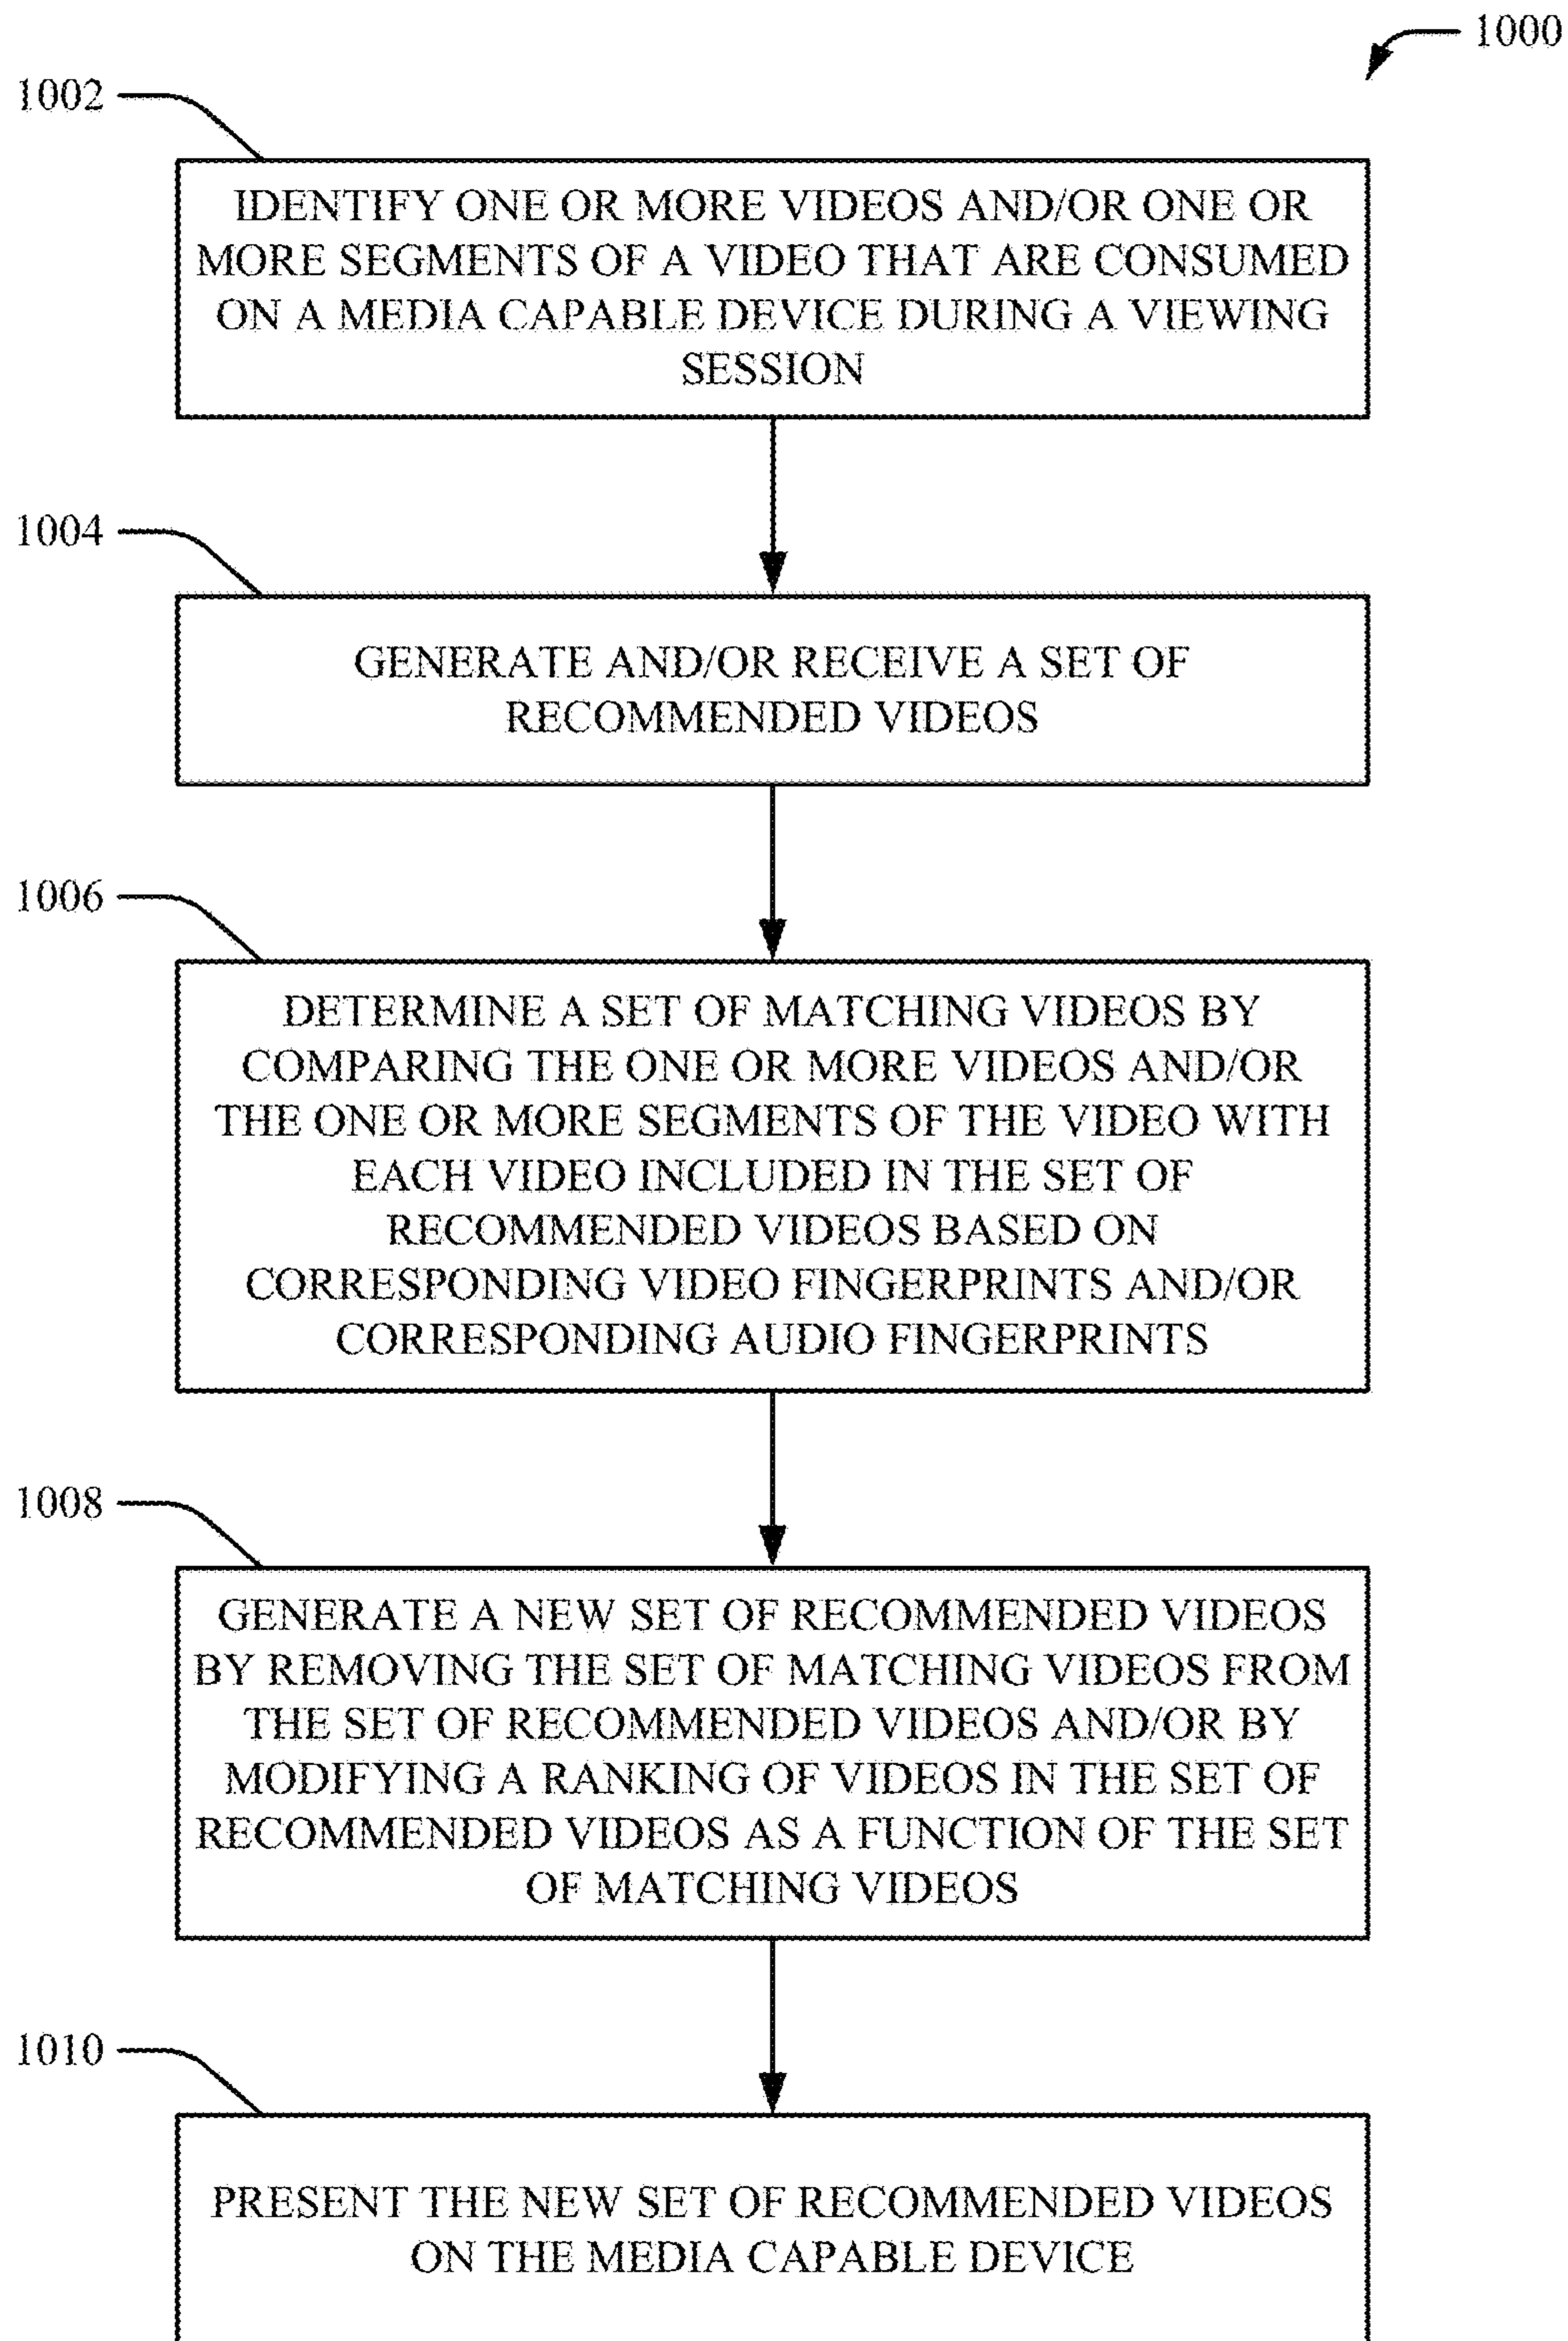 1000
1002
IDENTIFY ONE OR MORE VIDEOS AND/OR ONE OR
MORE SEGMENTS OF A VIDEO THAT ARE CONSUMED
ON A MEDIA CAPABLE DEVICE DURING A VIEWING
SESSION
1004
GENERATE AND/OR RECEIVE A SET OF
RECOMMENDED VIDEOS
1006
DETERMINE A SET OF MATCHING VIDEOS BY
COMPARING THE ONE OR MORE VIDEOS AND/OR
THE ONE OR MORE SEGMENTS OF THE VIDEO WITH
EACH VIDEO INCLUDED IN THE SET OF
RECOMMENDED VIDEOS BASED ON
CORRESPONDING VIDEO FINGERPRINTS AND/OR
CORRESPONDING AUDIO FINGERPRINTS
1008
GENERATE A NEW SET OF RECOMMENDED VIDEOS
BY REMOVING THE SET OF MATCHING VIDEOS FROM
THE SET OF RECOMMENDED VIDEOS AND/OR BY
MODIFYING A RANKING OF VIDEOS IN THE SET OF
RECOMMENDED VIDEOS AS A FUNCTION OF THE SET
OF MATCHING VIDEOS
1010
PRESENT THE NEW SET OF RECOMMENDED VIDEOS
ON THE MEDIA CAPABLE DEVICE